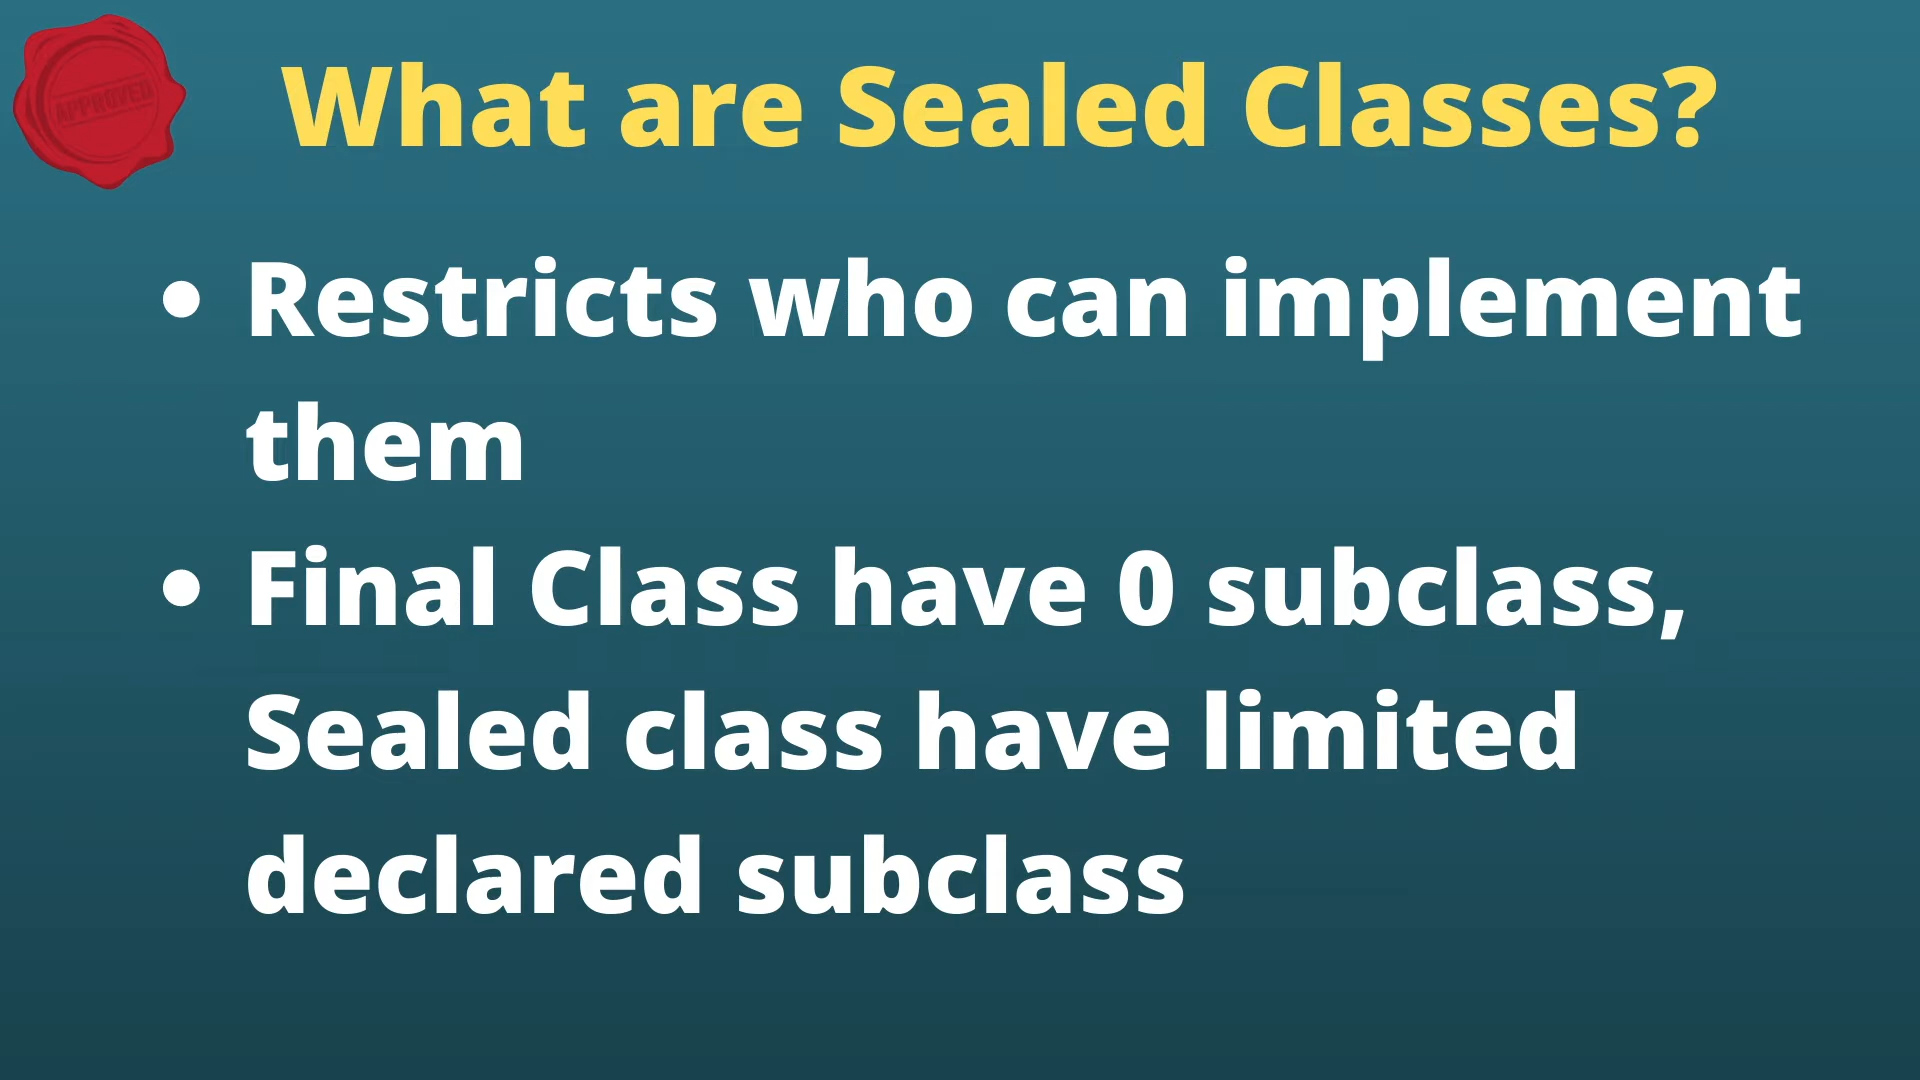 APPROVED
What are Sealed Classes?
• Restricts who can implement
them
• Final Class have 0 subclass,
Sealed class have limited
declared subclass